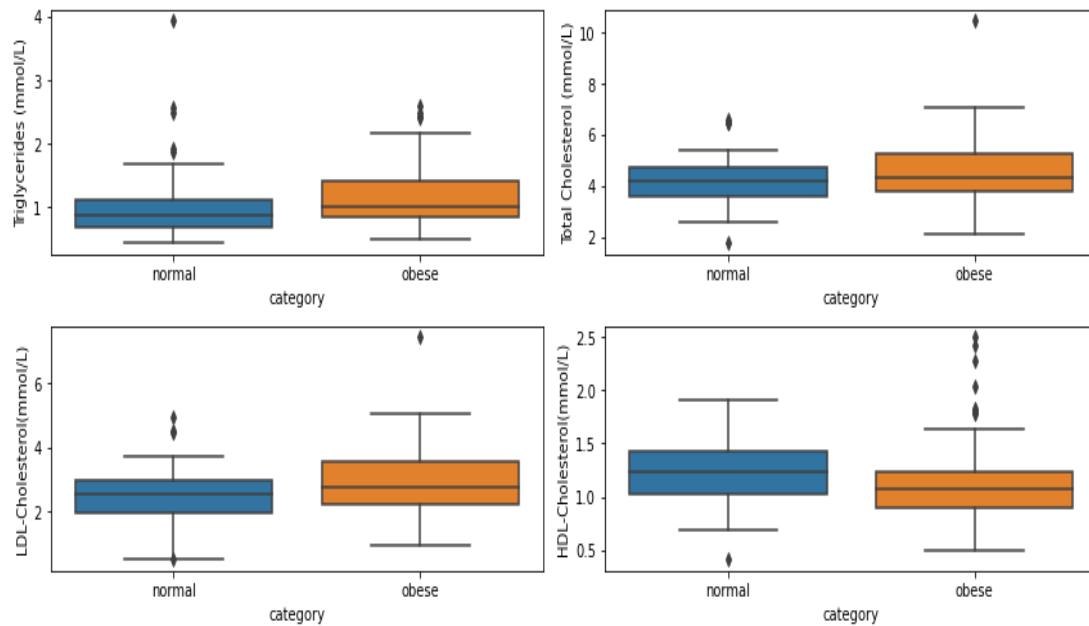 Triglycerides (mmol/L)
4
3
2
1
normal
obese
category
Total Cholesterol (mmol/L)
10
8
6
4
2
normal
obese
category
LDL-Cholesterol(mmol/L)
6
4
2
normal
obese
category
HDL-Cholesterol(mmol/L)
2.5
2.0
1.5
1.0
0.5
normal
obese
category